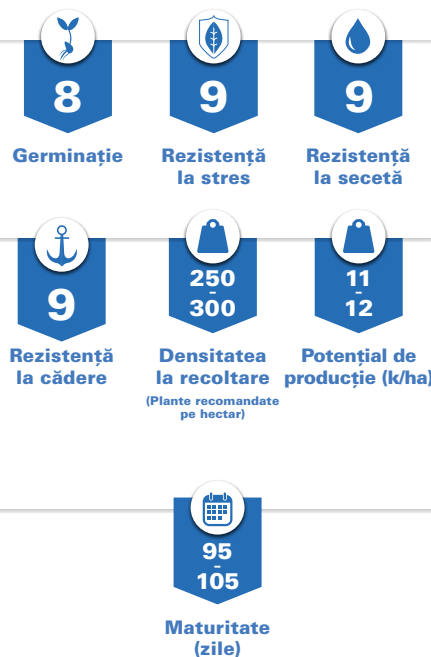 8
9
9
Germinație
Rezistență
la stres
Rezistență
la secetă
9
250
-
300
11
-
12
Rezistență
la cădere
Densitatea
la recoltare
(Plante recomandate
pe hectar)
Potențial de
producție (k/ha)
95
-
105
Maturitate
(zile)